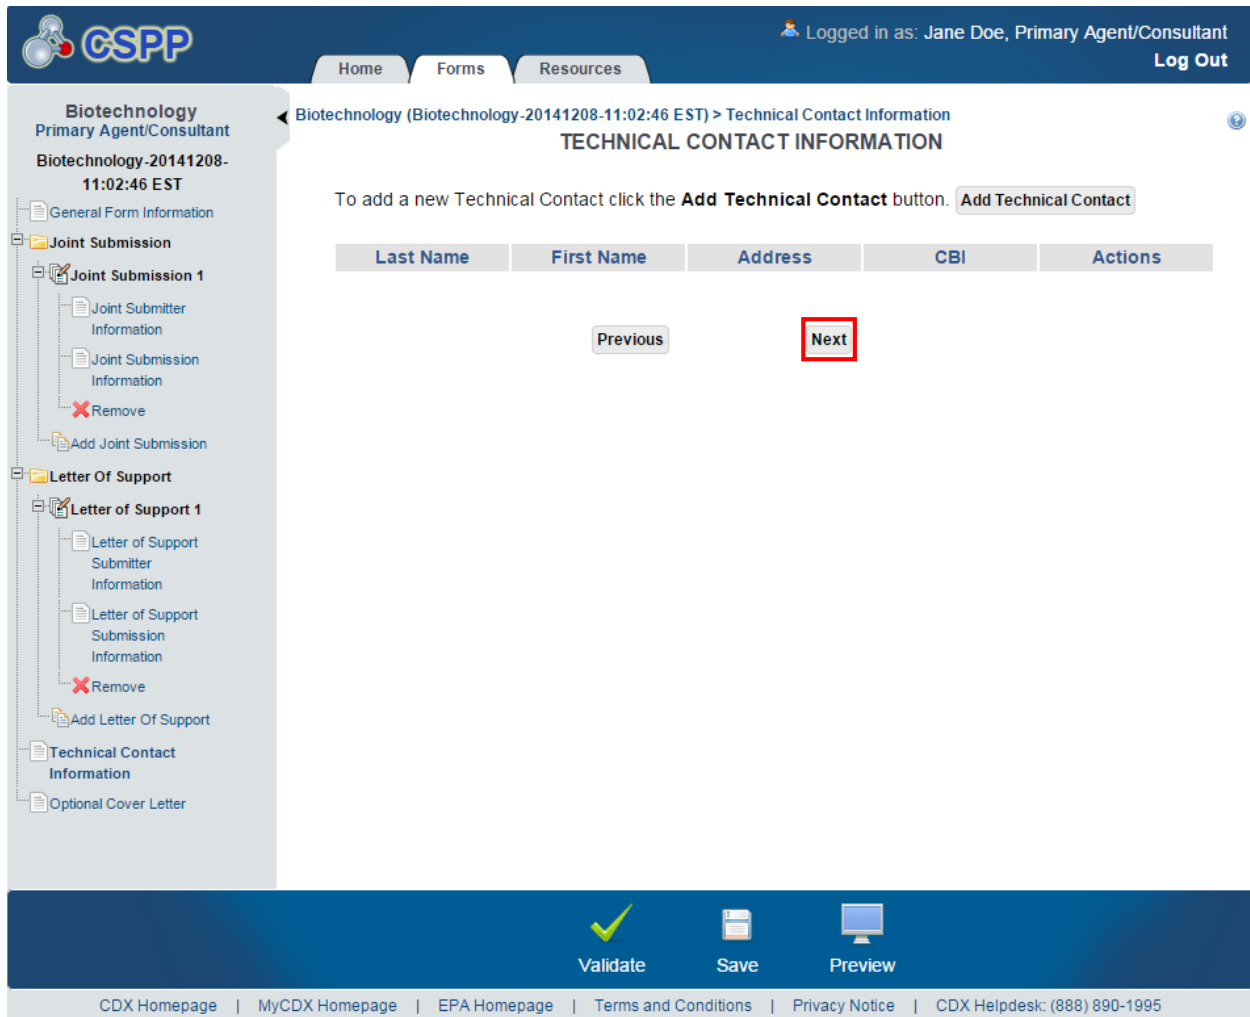 CSPP
Logged in as: Jane Doe, Primary Agent/Consultant
Log Out
Home
Forms
Resources
Biotechnology
Primary Agent/Consultant
Biotechnology-20141208-
11:02:46 EST
General Form Information
Joint Submission
Joint Submission 1
Joint Submitter
Information
Joint Submission
Information
Remove
Add Joint Submission
Letter Of Support
Letter of Support 1
Letter of Support
Submitter
Information
Letter of Support
Submission
Information
Remove
Add Letter Of Support
Technical Contact
Information
Optional Cover Letter
Biotechnology (Biotechnology-20141208-11:02:46 EST) > Technical Contact Information
TECHNICAL CONTACT INFORMATION
To add a new Technical Contact click the Add Technical Contact button. Add Technical Contact
Last Name First Name Address CBI Actions
Previous Next
Validate Save Preview
CDX Homepage | MyCDX Homepage | EPA Homepage | Terms and Conditions | Privacy Notice | CDX Helpdesk: (888) 890-1995